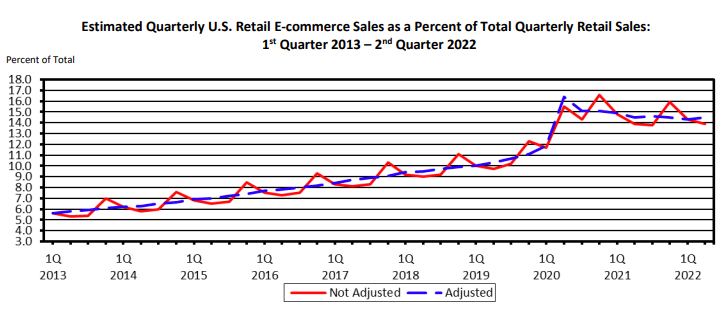 Estimated Quarterly U.S. Retail E-commerce Sales as a Percent of Total Quarterly Retail Sales:
1st Quarter 2013 – 2nd Quarter 2022
Percent of Total
18.0
17.0
16.0
15.0
14.0
13.0
12.0
11.0
10.0
9.0
8.0
7.0
6.0
5.0
4.0
3.0
1Q 1Q 1Q 1Q 1Q 1Q 1Q 1Q 1Q 1Q
2013 2014 2015 2016 2017 2018 2019 2020 2021 2022
Not Adjusted Adjusted